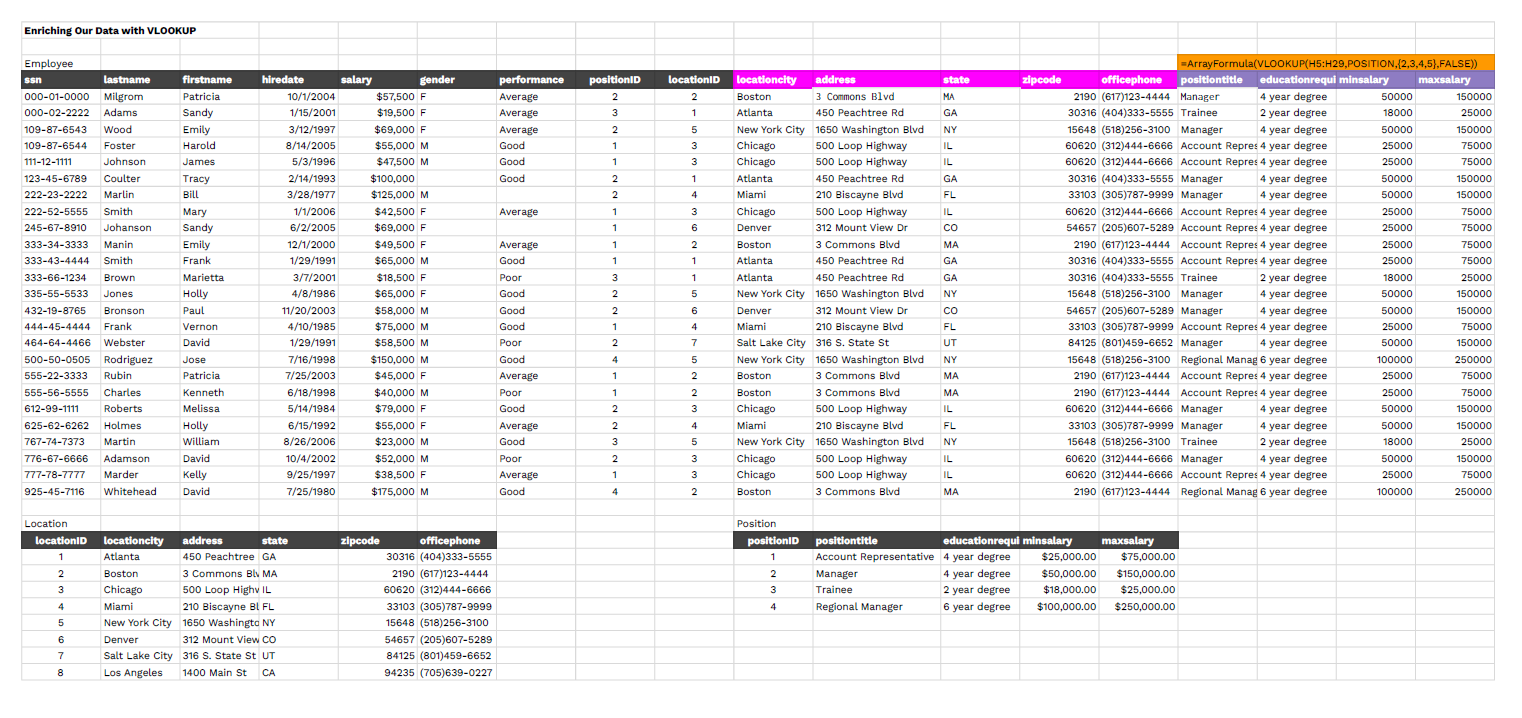 Enriching Our Data with VLOOKUP
Employee =ArrayFormula(VLOOKUP(H5:H29,POSITION,{2,3,4,5},FALSE))
ssn lastname firstname hiredate salary gender performance positionID locationID locationcity address state zipcode officephone positiontitle educationrequi minsalary maxsalary
000-01-0000 Milgrom Patricia 10/1/2004 $57,500 F Average 2 2 Boston 3 Commons Blvd MA 2190 (617)123-4444 Manager 4 year degree 50000 150000
000-02-2222 Adams Sandy 1/15/2001 $19,500 F Average 3 1 Atlanta 450 Peachtree Rd GA 30316 (404)333-5555 Trainee 2 year degree 18000 25000
109-87-6543 Wood Emily 3/12/1997 $69,000 F Average 2 5 New York City 1650 Washington Blvd NY 15648 (518)256-3100 Manager 4 year degree 50000 150000
109-87-6544 Foster Harold 8/14/2005 $55,000 M Good 1 3 Chicago 500 Loop Highway IL 60620 (312)444-6666 Account Repres 4 year degree 25000 75000
111-12-1111 Johnson James 5/3/1996 $47,500 M Good 1 3 Chicago 500 Loop Highway IL 60620 (312)444-6666 Account Repres 4 year degree 25000 75000
123-45-6789 Coulter Tracy 2/14/1993 $100,000 Good 2 1 Atlanta 450 Peachtree Rd GA 30316 (404)333-5555 Manager 4 year degree 50000 150000
222-23-2222 Marlin Bill 3/28/1977 $125,000 M 2 4 Miami 210 Biscayne Blvd FL 33103 (305)787-9999 Manager 4 year degree 50000 150000
222-52-5555 Smith Mary 1/1/2006 $42,500 F Average 1 3 Chicago 500 Loop Highway IL 60620 (312)444-6666 Account Repres 4 year degree 25000 75000
245-67-8910 Johanson Sandy 6/2/2005 $69,000 F 1 6 Denver 312 Mount View Dr CO 54657 (205)607-5289 Account Repres 4 year degree 25000 75000
333-34-3333 Manin Emily 12/1/2000 $49,500 F Average 1 2 Boston 3 Commons Blvd MA 2190 (617)123-4444 Account Repres 4 year degree 25000 75000
333-43-4444 Smith Frank 1/29/1991 $65,000 M Good 1 1 Atlanta 450 Peachtree Rd GA 30316 (404)333-5555 Account Repres 4 year degree 25000 75000
333-66-1234 Brown Marietta 3/7/2001 $18,500 F Poor 3 1 Atlanta 450 Peachtree Rd GA 30316 (404)333-5555 Trainee 2 year degree 18000 25000
335-55-5533 Jones Holly 4/8/1986 $65,000 F Good 2 5 New York City 1650 Washington Blvd NY 15648 (518)256-3100 Manager 4 year degree 50000 150000
432-19-8765 Bronson Paul 11/20/2003 $58,000 M Good 2 6 Denver 312 Mount View Dr CO 54657 (205)607-5289 Manager 4 year degree 50000 150000
444-45-4444 Frank Vernon 4/10/1985 $75,000 M Good 1 4 Miami 210 Biscayne Blvd FL 33103 (305)787-9999 Account Repres 4 year degree 25000 75000
464-64-4466 Webster David 1/29/1991 $58,500 M Poor 2 7 Salt Lake City 316 S. State St UT 84125 (801)459-6652 Manager 4 year degree 50000 150000
500-50-0505 Rodriguez Jose 7/16/1998 $150,000 M Good 4 5 New York City 1650 Washington Blvd NY 15648 (518)256-3100 Regional Manag 6 year degree 100000 250000
555-22-3333 Rubin Patricia 7/25/2003 $45,000 F Average 1 2 Boston 3 Commons Blvd MA 2190 (617)123-4444 Account Repres 4 year degree 25000 75000
555-56-5555 Charles Kenneth 6/18/1998 $40,000 M Poor 1 2 Boston 3 Commons Blvd MA 2190 (617)123-4444 Account Repres 4 year degree 25000 75000
612-99-1111 Roberts Melissa 5/14/1984 $79,000 F Good 2 3 Chicago 500 Loop Highway IL 60620 (312)444-6666 Manager 4 year degree 50000 150000
625-62-6262 Holmes Holly 6/15/1992 $55,000 F Average 2 4 Miami 210 Biscayne Blvd FL 33103 (305)787-9999 Manager 4 year degree 50000 150000
767-74-7373 Martin William 8/26/2006 $23,000 M Good 3 5 New York City 1650 Washington Blvd NY 15648 (518)256-3100 Trainee 2 year degree 18000 25000
776-67-6666 Adamson David 10/4/2002 $52,000 M Poor 2 3 Chicago 500 Loop Highway IL 60620 (312)444-6666 Manager 4 year degree 50000 150000
777-78-7777 Marder Kelly 9/25/1997 $38,500 F Average 1 3 Chicago 500 Loop Highway IL 60620 (312)444-6666 Account Repres 4 year degree 25000 75000
925-45-7116 Whitehead David 7/25/1980 $175,000 M Good 4 2 Boston 3 Commons Blvd MA 2190 (617)123-4444 Regional Manag 6 year degree 100000 250000
Location Position
locationID locationcity address state zipcode officephone positionID positiontitle educationrequi minsalary maxsalary
1 Atlanta 450 Peachtree GA 30316 (404)333-5555 1 Account Representative 4 year degree $25,000.00 $75,000.00
2 Boston 3 Commons Blv MA 2190 (617)123-4444 2 Manager 4 year degree $50,000.00 $150,000.00
3 Chicago 500 Loop Highw IL 60620 (312)444-6666 3 Trainee 2 year degree $18,000.00 $25,000.00
4 Miami 210 Biscayne Bl FL 33103 (305)787-9999 4 Regional Manager 6 year degree $100,000.00 $250,000.00
5 New York City 1650 Washingto NY 15648 (518)256-3100
6 Denver 312 Mount View CO 54657 (205)607-5289
7 Salt Lake City 316 S. State St UT 84125 (801)459-6652
8 Los Angeles 1400 Main St CA 94235 (705)639-0227